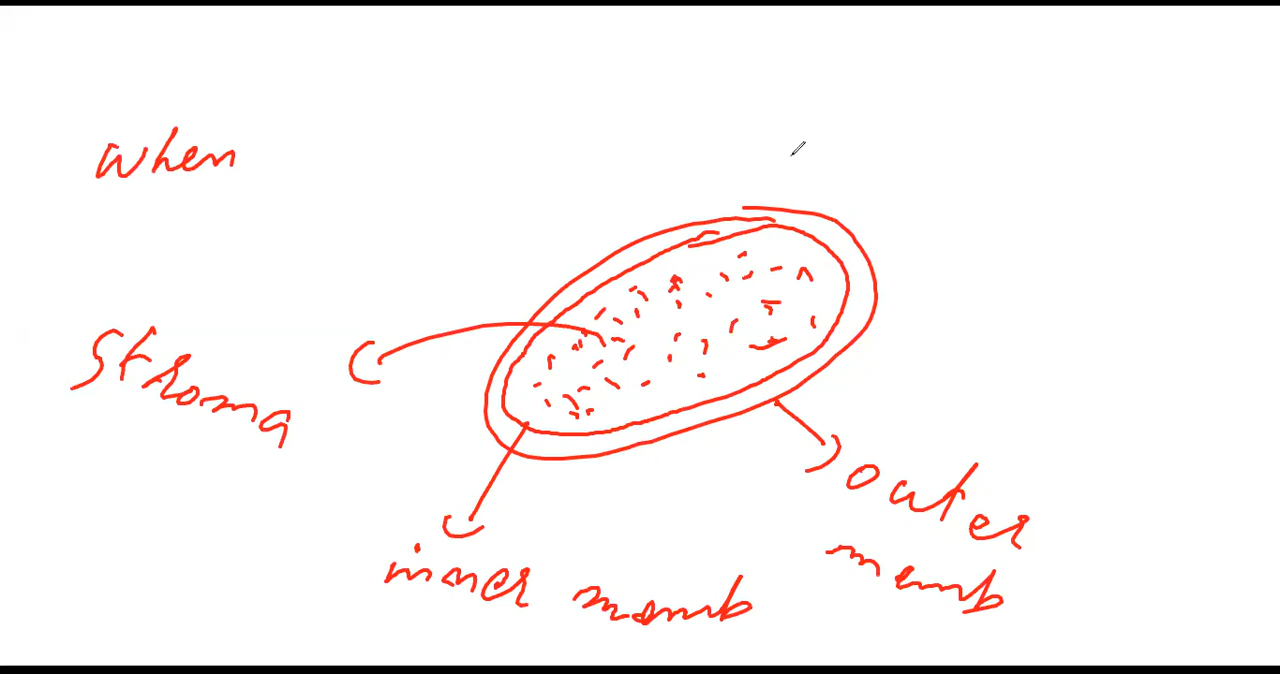 when
stroma
inner memb
outer
memb